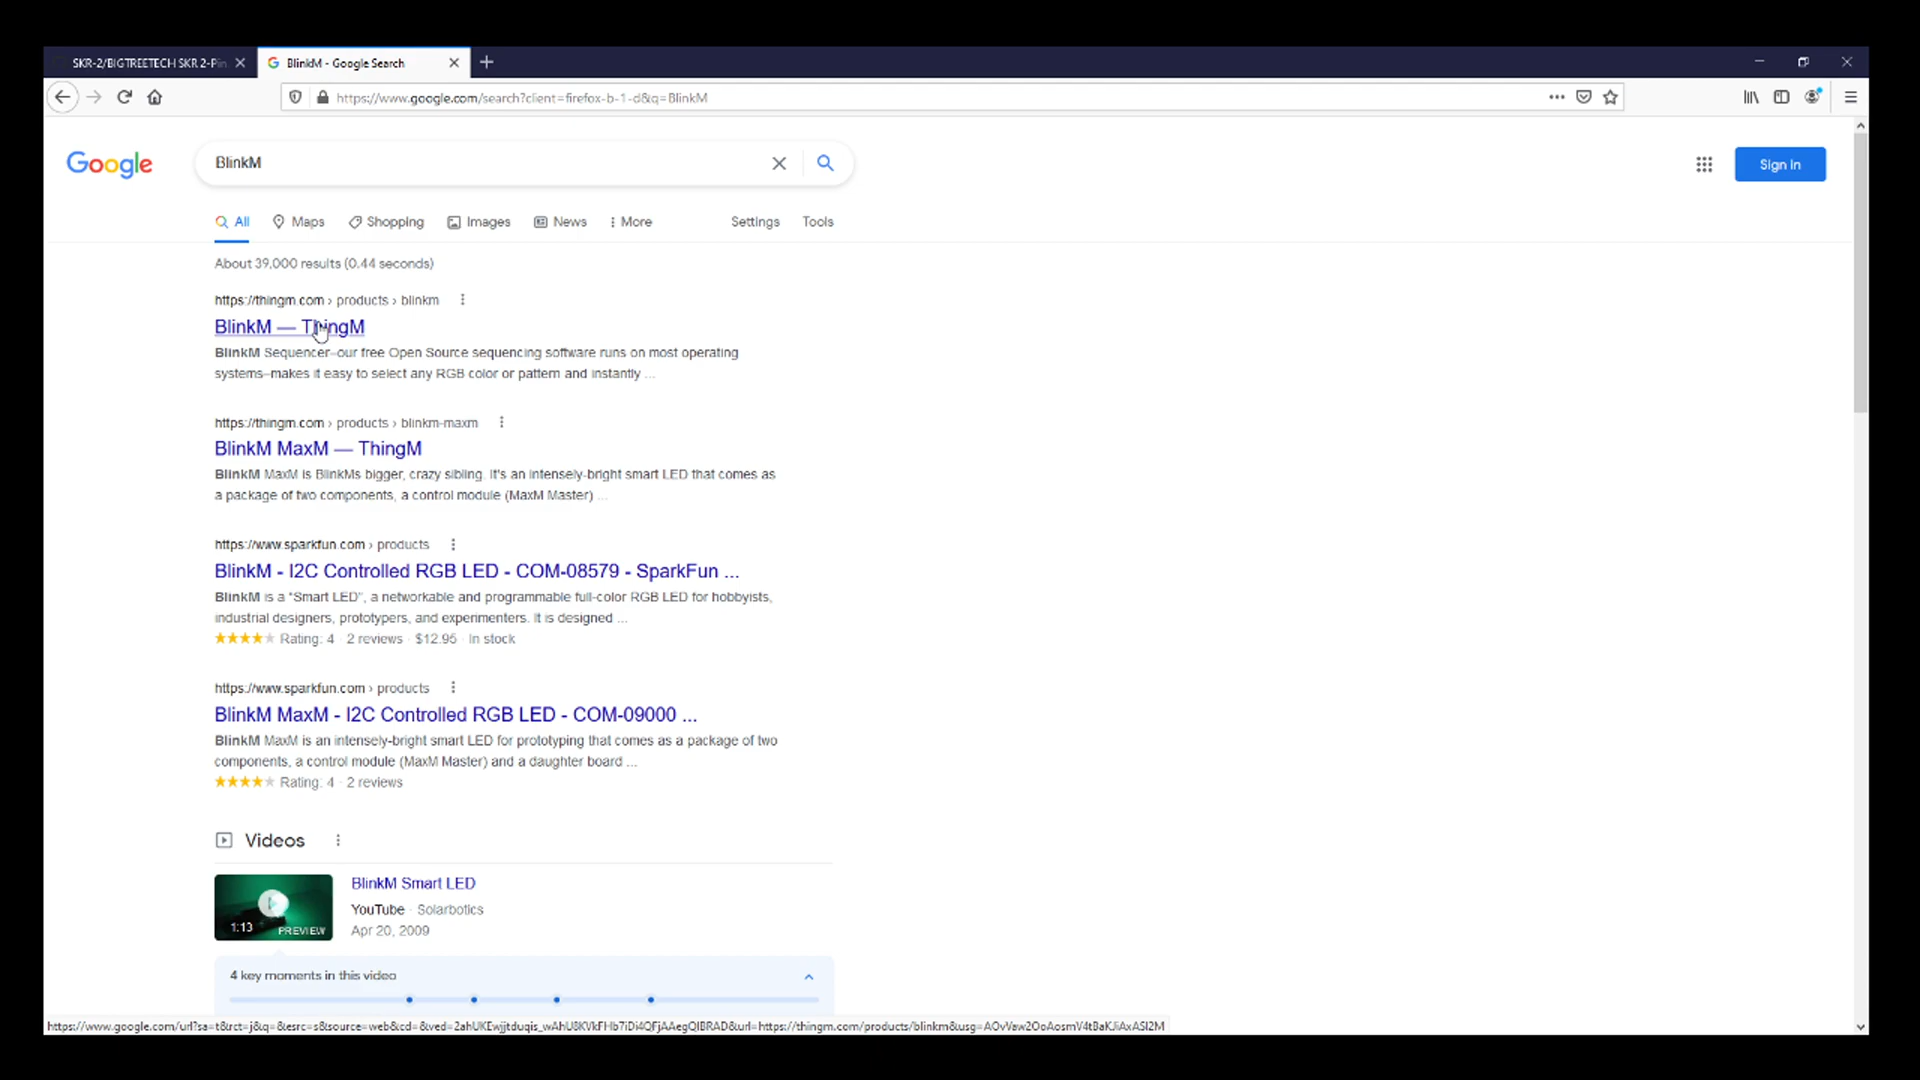 SKR-2/BIGTREETECH SKR 2-Pin
BlinkM - Google Search
https://www.google.com/search?client=firefox-b-1-d&q=BlinkM
Google
BlinkM
Sign in
All
Maps
Shopping
Images
News
More
Settings
Tools
About 39,000 results (0.44 seconds)
https://thingm.com › products › blinkm
BlinkM — ThingM
BlinkM Sequencer–our free Open Source sequencing software runs on most operating
systems–makes it easy to select any RGB color or pattern and instantly ...
https://thingm.com › products › blinkm-maxm
BlinkM MaxM — ThingM
BlinkM MaxM is BlinkMs bigger, crazy sibling. It's an intensely-bright smart LED that comes as
a package of two components, a control module (MaxM Master) ...
https://www.sparkfun.com › products
BlinkM - I2C Controlled RGB LED - COM-08579 - SparkFun ...
BlinkM is a "Smart LED", a networkable and programmable full-color RGB LED for hobbyists,
industrial designers, prototypers, and experimenters. It is designed ...
Rating: 4 · 2 reviews · $12.95 · In stock
https://www.sparkfun.com › products
BlinkM MaxM - I2C Controlled RGB LED - COM-09000 ...
BlinkM MaxM is an intensely-bright smart LED for prototyping that comes as a package of two
components, a control module (MaxM Master) and a daughter board ...
Rating: 4 · 2 reviews
Videos
1:13
PREVIEW
BlinkM Smart LED
YouTube · Solarbotics
Apr 20, 2009
4 key moments in this video